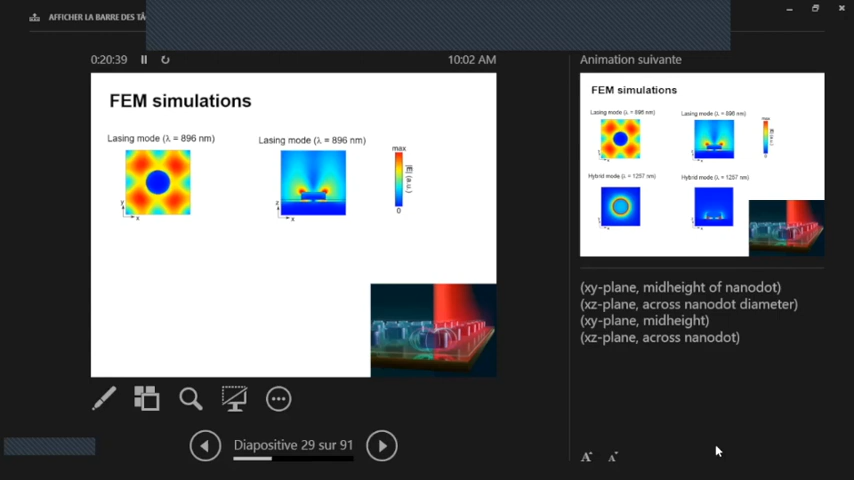 AFFICHER LA BARRE DES TÂ
0:20:39
10:02 AM
FEM simulations
Lasing mode (λ = 896 nm)
Lasing mode (λ = 896 nm)
max
|E| (a.u.)
0
y
x
z
x
Animation suivante
FEM simulations
Lasing mode (λ = 896 nm)
Lasing mode (λ = 896 nm)
max
0
Hybrid mode (λ = 1257 nm)
Hybrid mode (λ = 1257 nm)
(xy-plane, midheight of nanodot)
(xz-plane, across nanodot diameter)
(xy-plane, midheight)
(xz-plane, across nanodot)
Diapositive 29 sur 91
A A